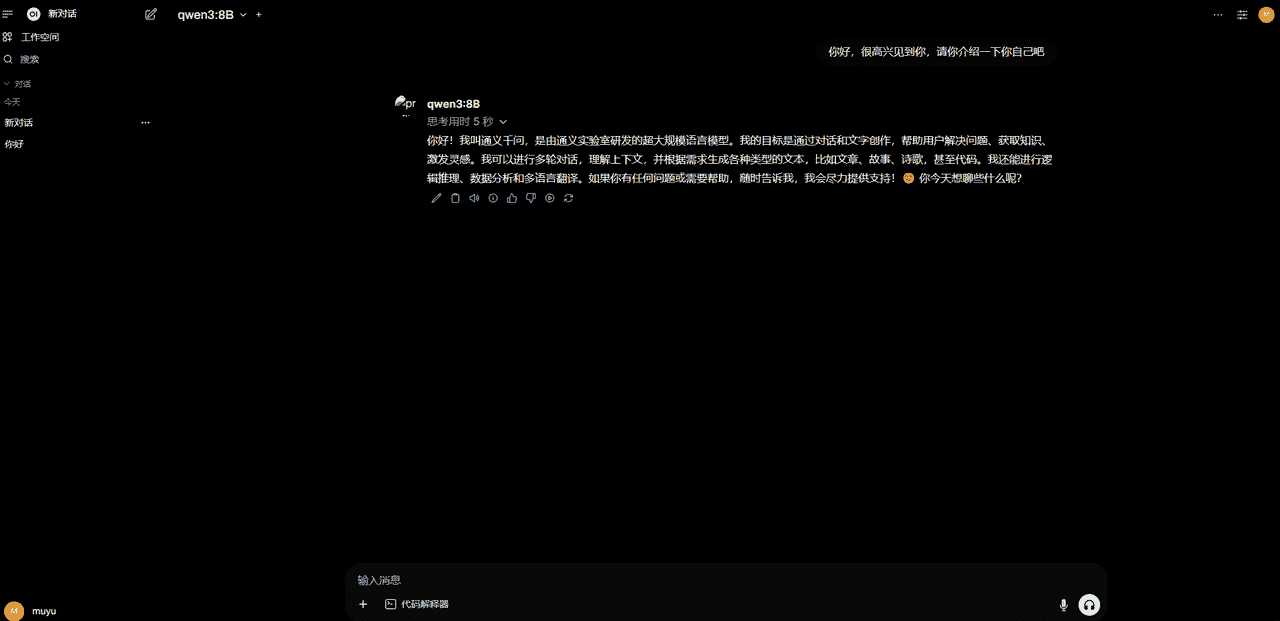 OI 新对话
qwen3:8B
工作空间
搜索
对话
今天
新对话
你好
你好，很高兴见到你，请你介绍一下你自己吧
qwen3:8B
思考用时 5 秒
你好！我叫通义千问，是由通义实验室研发的超大规模语言模型。我的目标是通过对话和文字创作，帮助用户解决问题、获取知识、
激发灵感。我可以进行多轮对话，理解上下文，并根据需求生成各种类型的文本，比如文章、故事、诗歌，甚至代码。我还能进行逻
辑推理、数据分析和多语言翻译。如果你有任何问题或需要帮助，随时告诉我，我会尽力提供支持！😊 你今天想聊些什么呢？
输入消息
代码解释器
M muyu
M